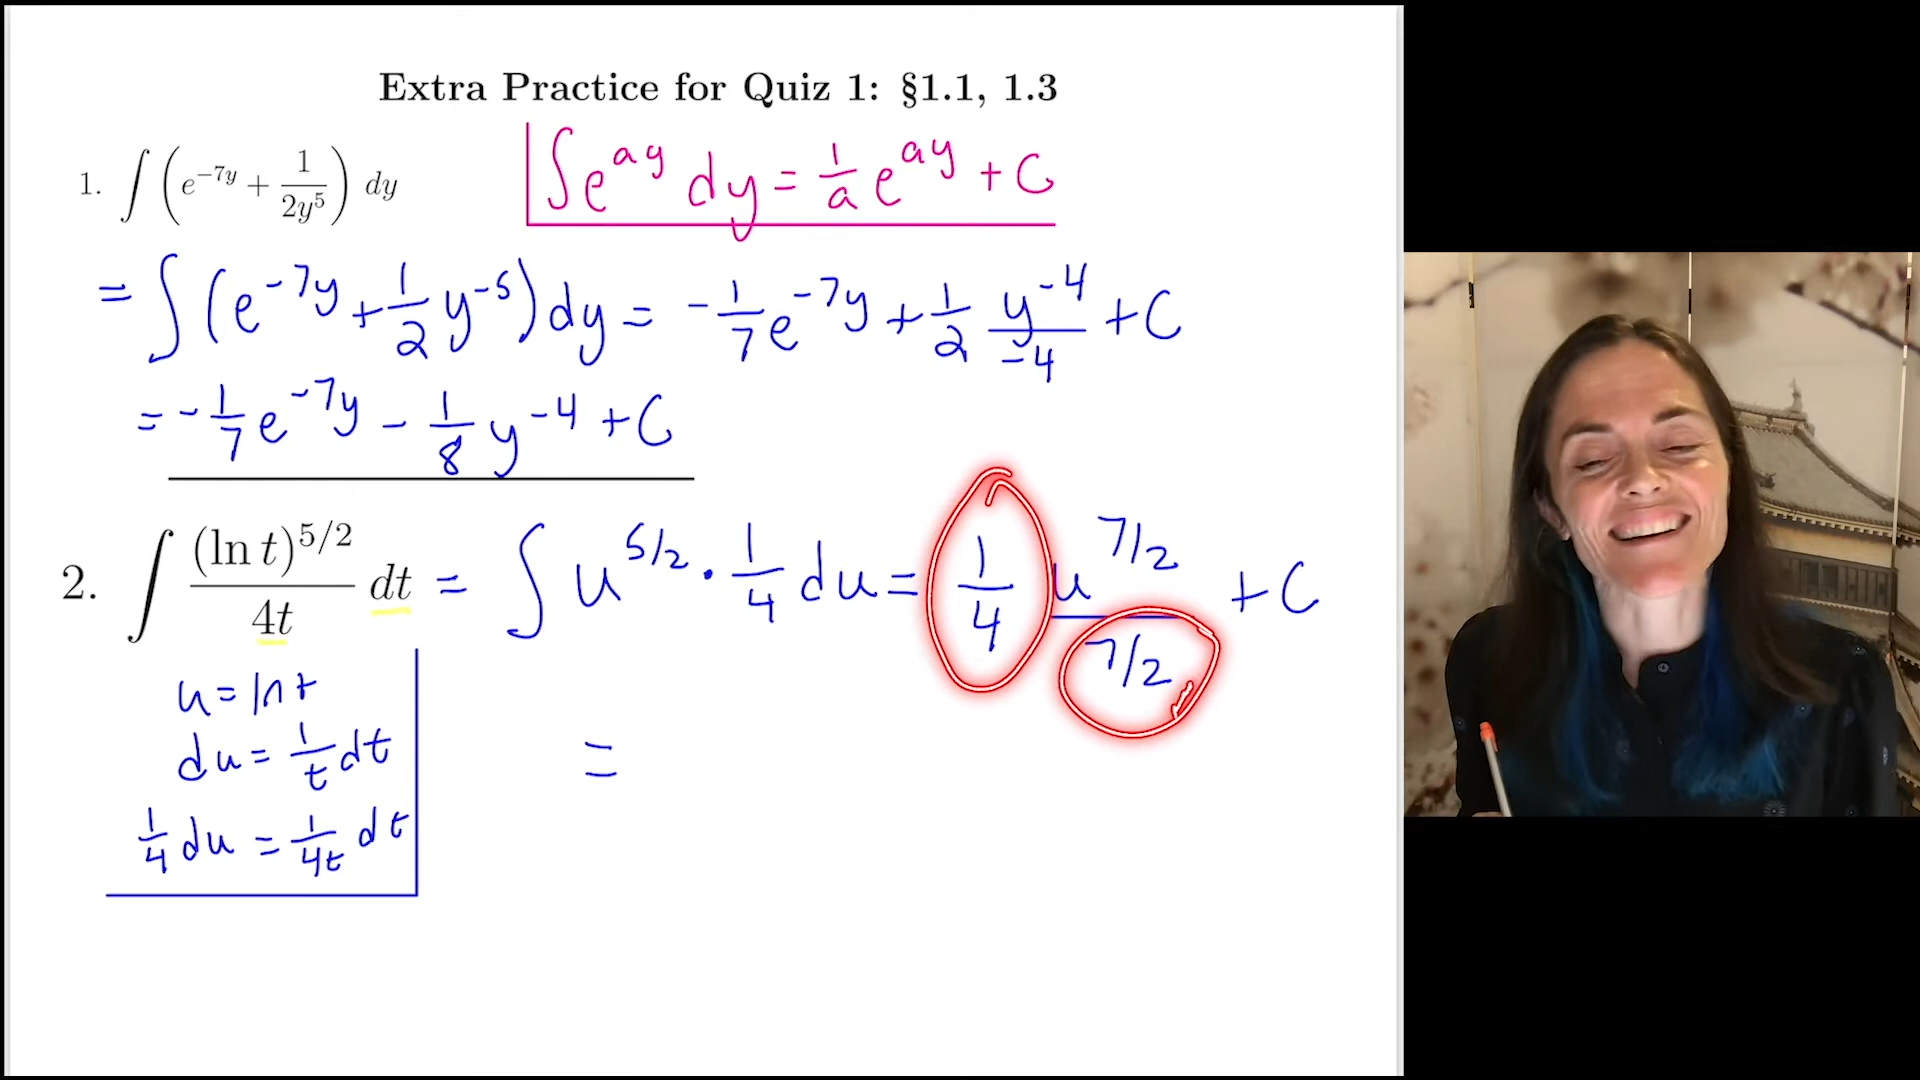 Extra Practice for Quiz 1: §1.1, 1.3
∫e^{ay} dy = 1/a e^{ay} + C
1. ∫ (e^{-7y} + 1/(2y^5)) dy
= ∫(e^{-7y} + 1/2 y^{-5})dy = -1/7 e^{-7y} + 1/2 y^{-4}/-4 + C
= -1/7 e^{-7y} - 1/8 y^{-4} + C
2. ∫ (ln t)^{5/2}/4t dt = ∫ u^{5/2} · 1/4 du = 1/4 u^{7/2}/(7/2) + C
u = ln t
du = 1/t dt
=
1/4 du = 1/4t dt